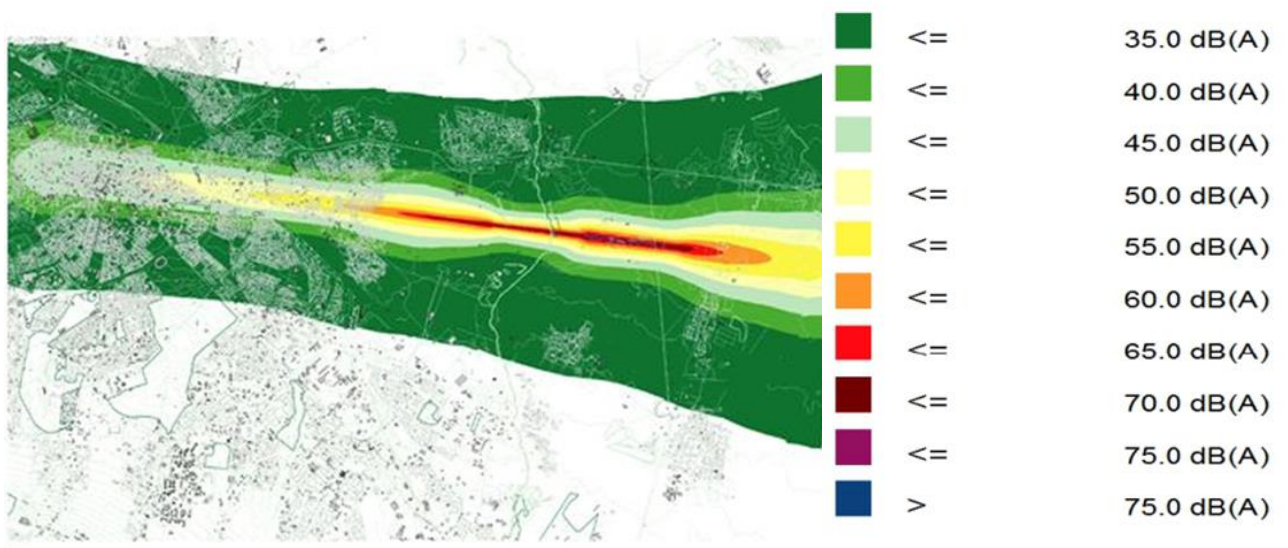 <= 35.0 dB(A)
<= 40.0 dB(A)
<= 45.0 dB(A)
<= 50.0 dB(A)
<= 55.0 dB(A)
<= 60.0 dB(A)
<= 65.0 dB(A)
<= 70.0 dB(A)
<= 75.0 dB(A)
> 75.0 dB(A)